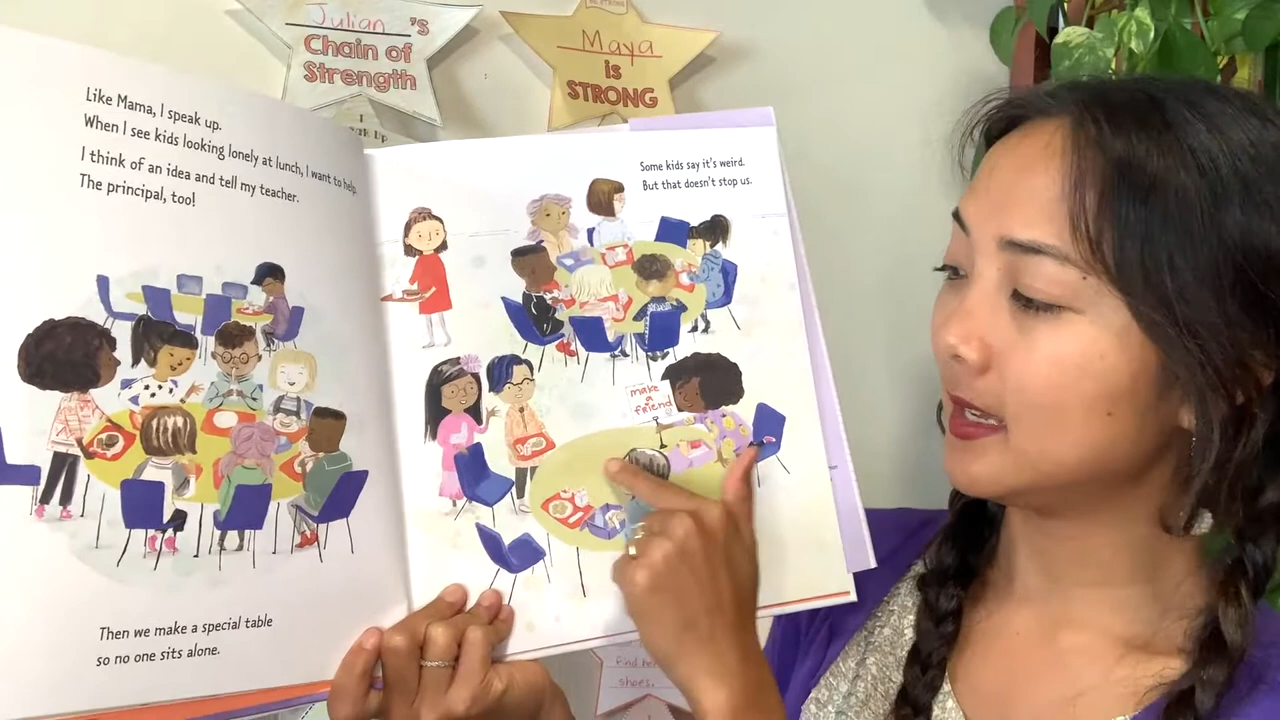 Julian's
Chain of
Strength
Maya
is
STRONG
Like Mama, I speak up.
When I see kids looking lonely at lunch, I want to help.
I think of an idea and tell my teacher.
The principal, too!
Then we make a special table
so no one sits alone.
Some kids say it's weird.
But that doesn't stop us.
make
a
friend
find
shoes.